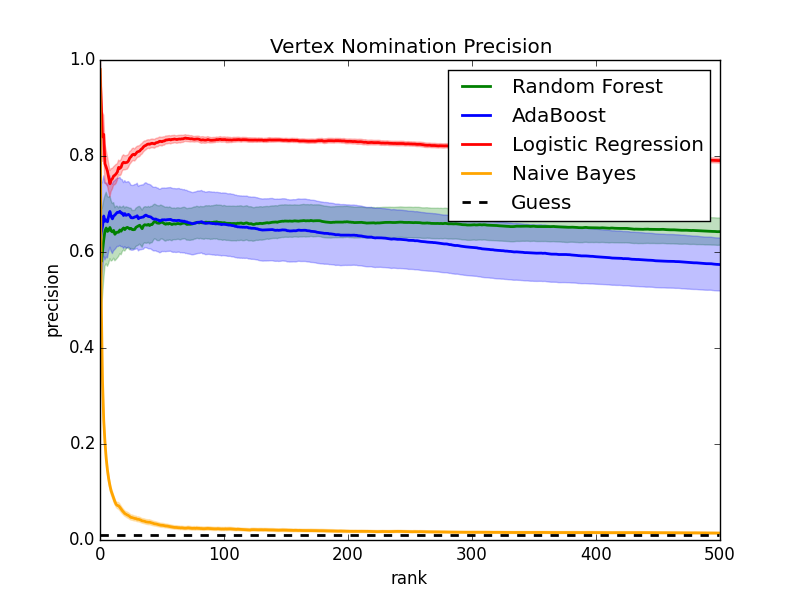 Vertex Nomination Precision
1.0
0.8
0.6
0.4
0.2
0.0
precision
Random Forest
AdaBoost
Logistic Regression
Naive Bayes
Guess
0 100 200 300 400 500
rank